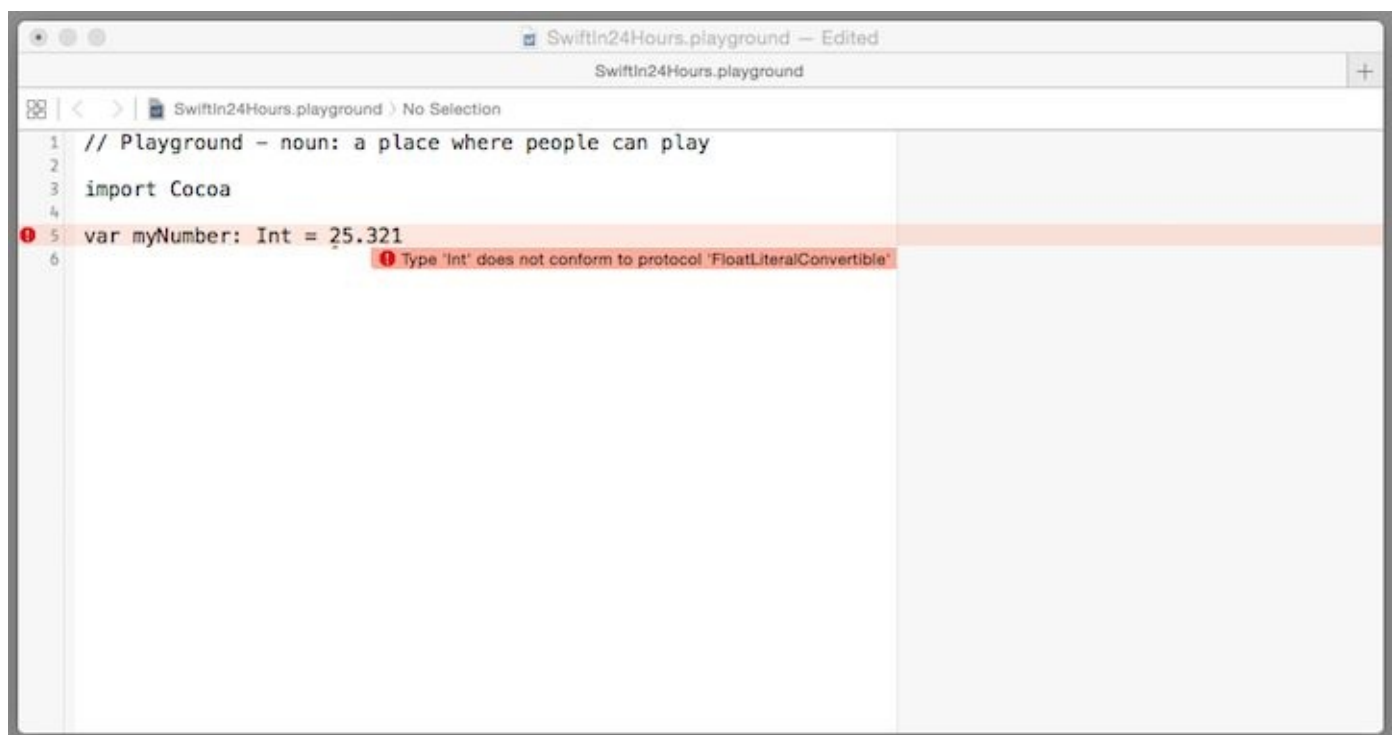 SwiftIn24Hours.playground — Edited
SwiftIn24Hours.playground
SwiftIn24Hours.playground 〉 No Selection
1 // Playground – noun: a place where people can play
2
3 import Cocoa
4
5 var myNumber: Int = 25.321
Type 'Int' does not conform to protocol 'FloatLiteralConvertible'
6